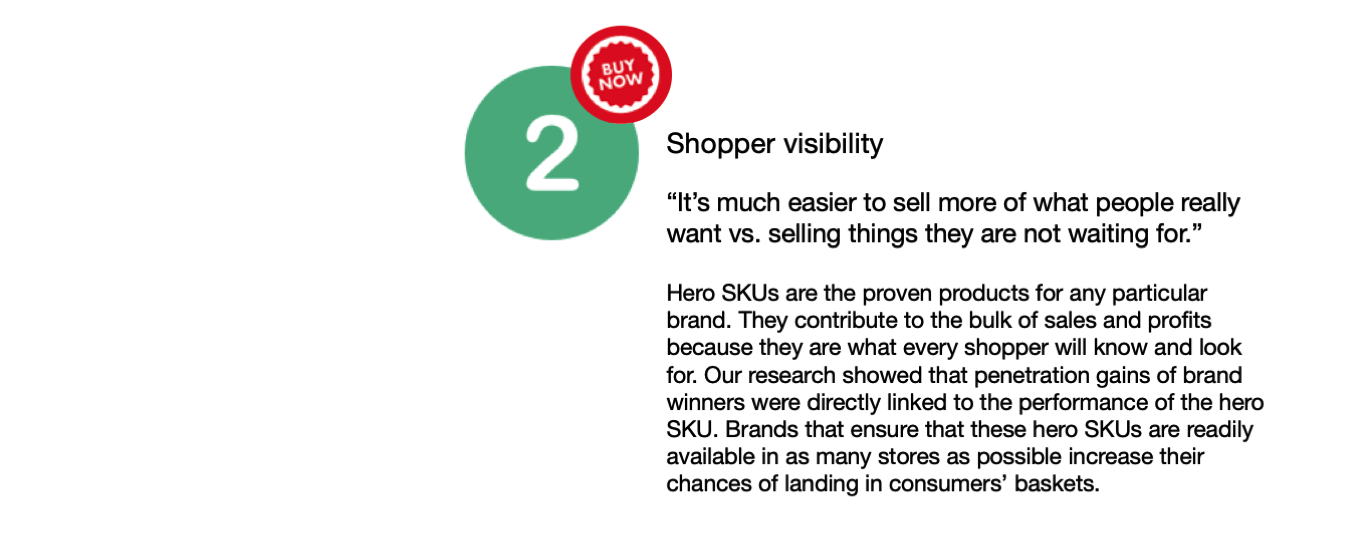 BUY
NOW
2
Shopper visibility
“It’s much easier to sell more of what people really
want vs. selling things they are not waiting for.”
Hero SKUs are the proven products for any particular
brand. They contribute to the bulk of sales and profits
because they are what every shopper will know and look
for. Our research showed that penetration gains of brand
winners were directly linked to the performance of the hero
SKU. Brands that ensure that these hero SKUs are readily
available in as many stores as possible increase their
chances of landing in consumers’ baskets.